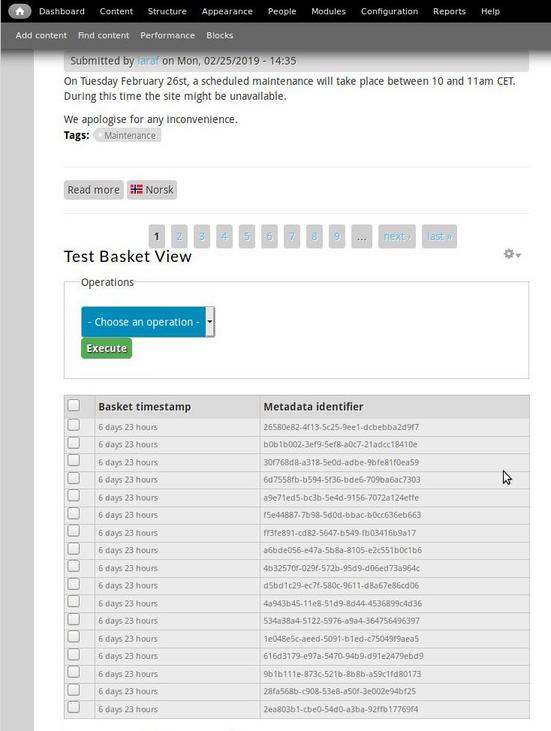 Dashboard Content Structure Appearance People Modules Configuration Reports Help
Add content Find content Performance Blocks
Submitted by laraf on Mon, 02/25/2019 - 14:35
On Tuesday February 26st, a scheduled maintenance will take place between 10 and 11am CET.
During this time the site might be unavailable.
We apologise for any inconvenience.
Tags: Maintenance
Read more Norsk
1 2 3 4 5 6 7 8 9 … next › last »
Test Basket View
Operations
- Choose an operation -
Execute
Basket timestamp Metadata identifier
6 days 23 hours 26580e82-4f13-5c25-9ee1-dcbebba2d9f7
6 days 23 hours b0b1b002-3ef9-5ef8-a0c7-21adcc18410e
6 days 23 hours 30f768d8-a318-5e0d-adbe-9bfe81f0ea59
6 days 23 hours 6d7558fb-b594-5f36-bde6-709ba6ac7303
6 days 23 hours a9e71ed5-bc3b-5e4d-9156-7072a124effe
6 days 23 hours f5e44887-7b98-5d0d-bbac-b0cc636eb663
6 days 23 hours ff3fe891-cd82-5647-b549-fb03416b9a17
6 days 23 hours a6bde056-e47a-5b8a-8105-e2c551b0c1b6
6 days 23 hours 4b32570f-029f-572b-95d9-d06ed73a964c
6 days 23 hours d5bd1c29-ec7f-580c-9611-d8a67e86cd06
6 days 23 hours 4a943b45-11e8-51d9-8d44-4536899c4d36
6 days 23 hours 534a38a4-5122-5976-a9a4-364756496397
6 days 23 hours 1e048e5c-aeed-5091-b1ed-c75049f9aea5
6 days 23 hours 616d3179-e97a-5470-94b9-d91e2479ebd9
6 days 23 hours 9b1b111e-873c-521b-8b8b-a59c1fd80173
6 days 23 hours 28fa568b-c908-53e8-a50f-3e002e94bf25
6 days 23 hours 2ea803b1-cbe0-54d0-a3ba-92ffb17769f4